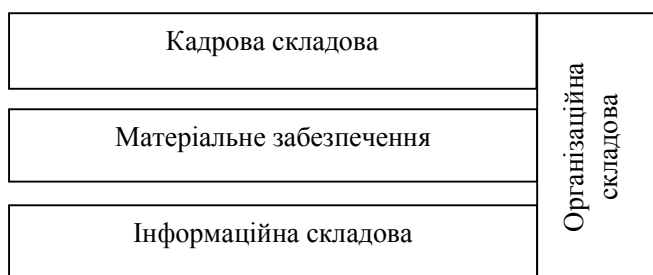 Кадрова складова
Матеріальне забезпечення
Інформаційна складова
Організаційна
складова